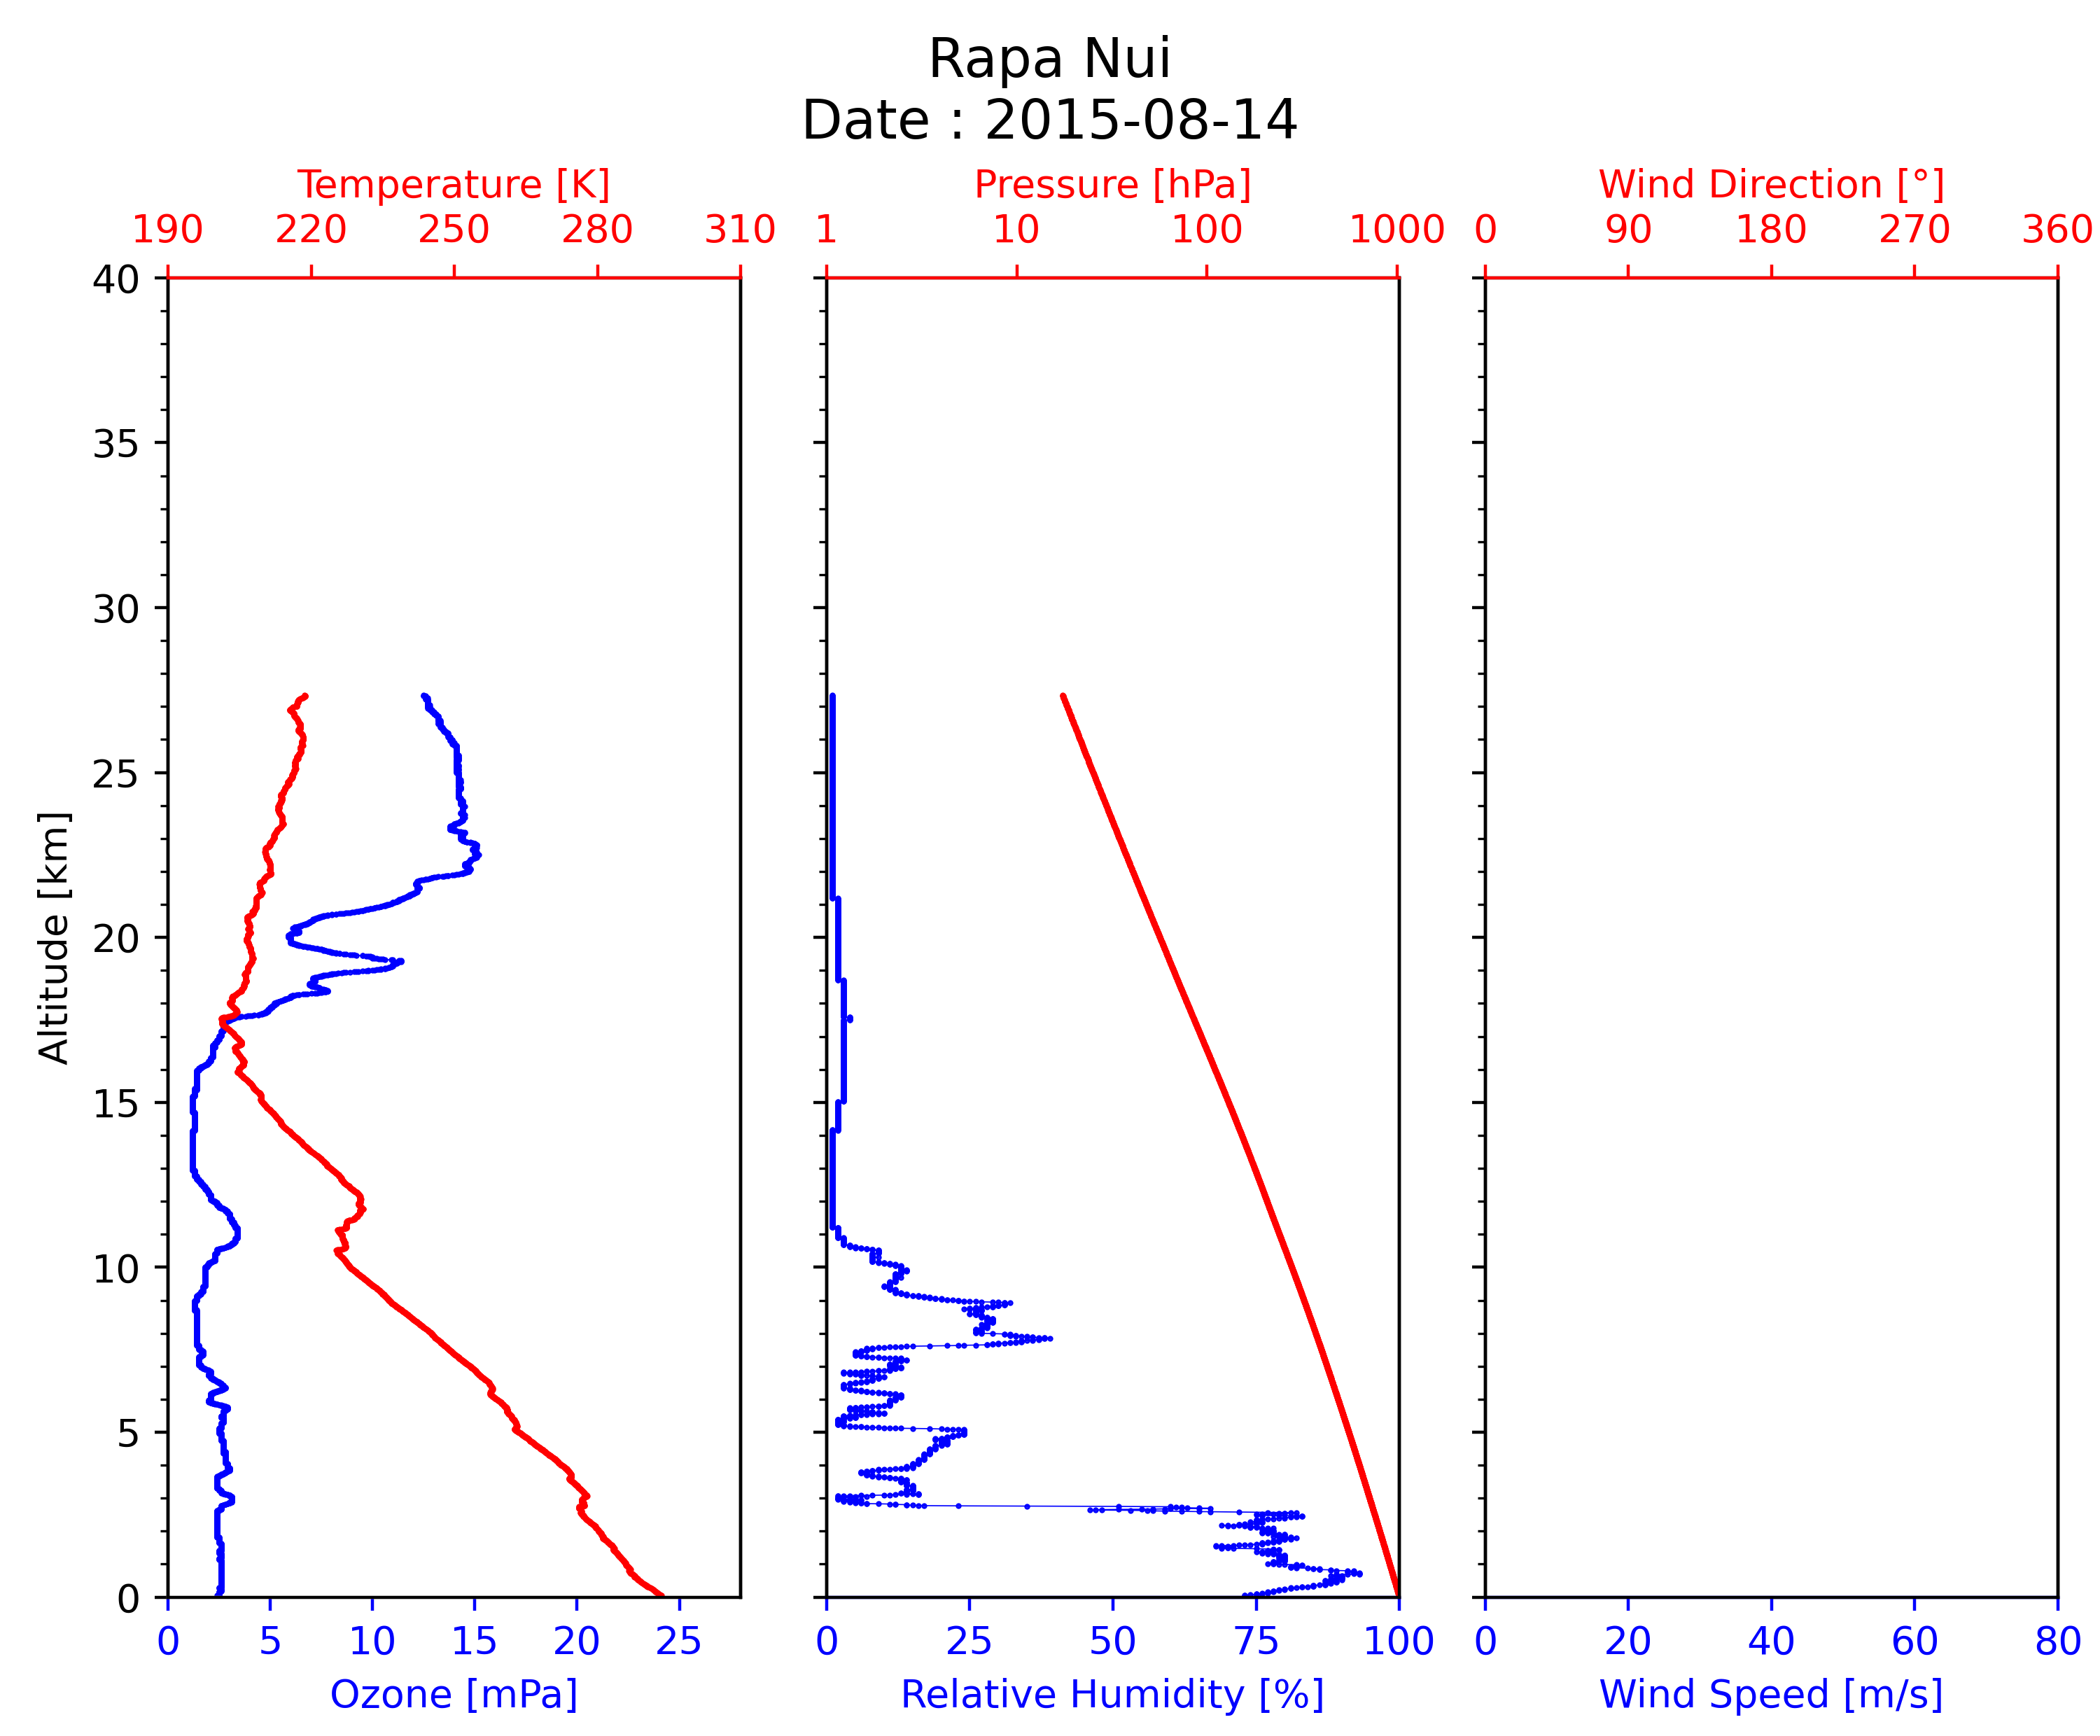 Rapa Nui
Date : 2015-08-14
Temperature [K]
Pressure [hPa]
Wind Direction [°]
190 220 250 280 310
1 10 100 1000
0 90 180 270 360
40
35
30
25
20
15
10
5
0
Altitude [km]
0 5 10 15 20 25
0 25 50 75 100
0 20 40 60 80
Ozone [mPa]
Relative Humidity [%]
Wind Speed [m/s]